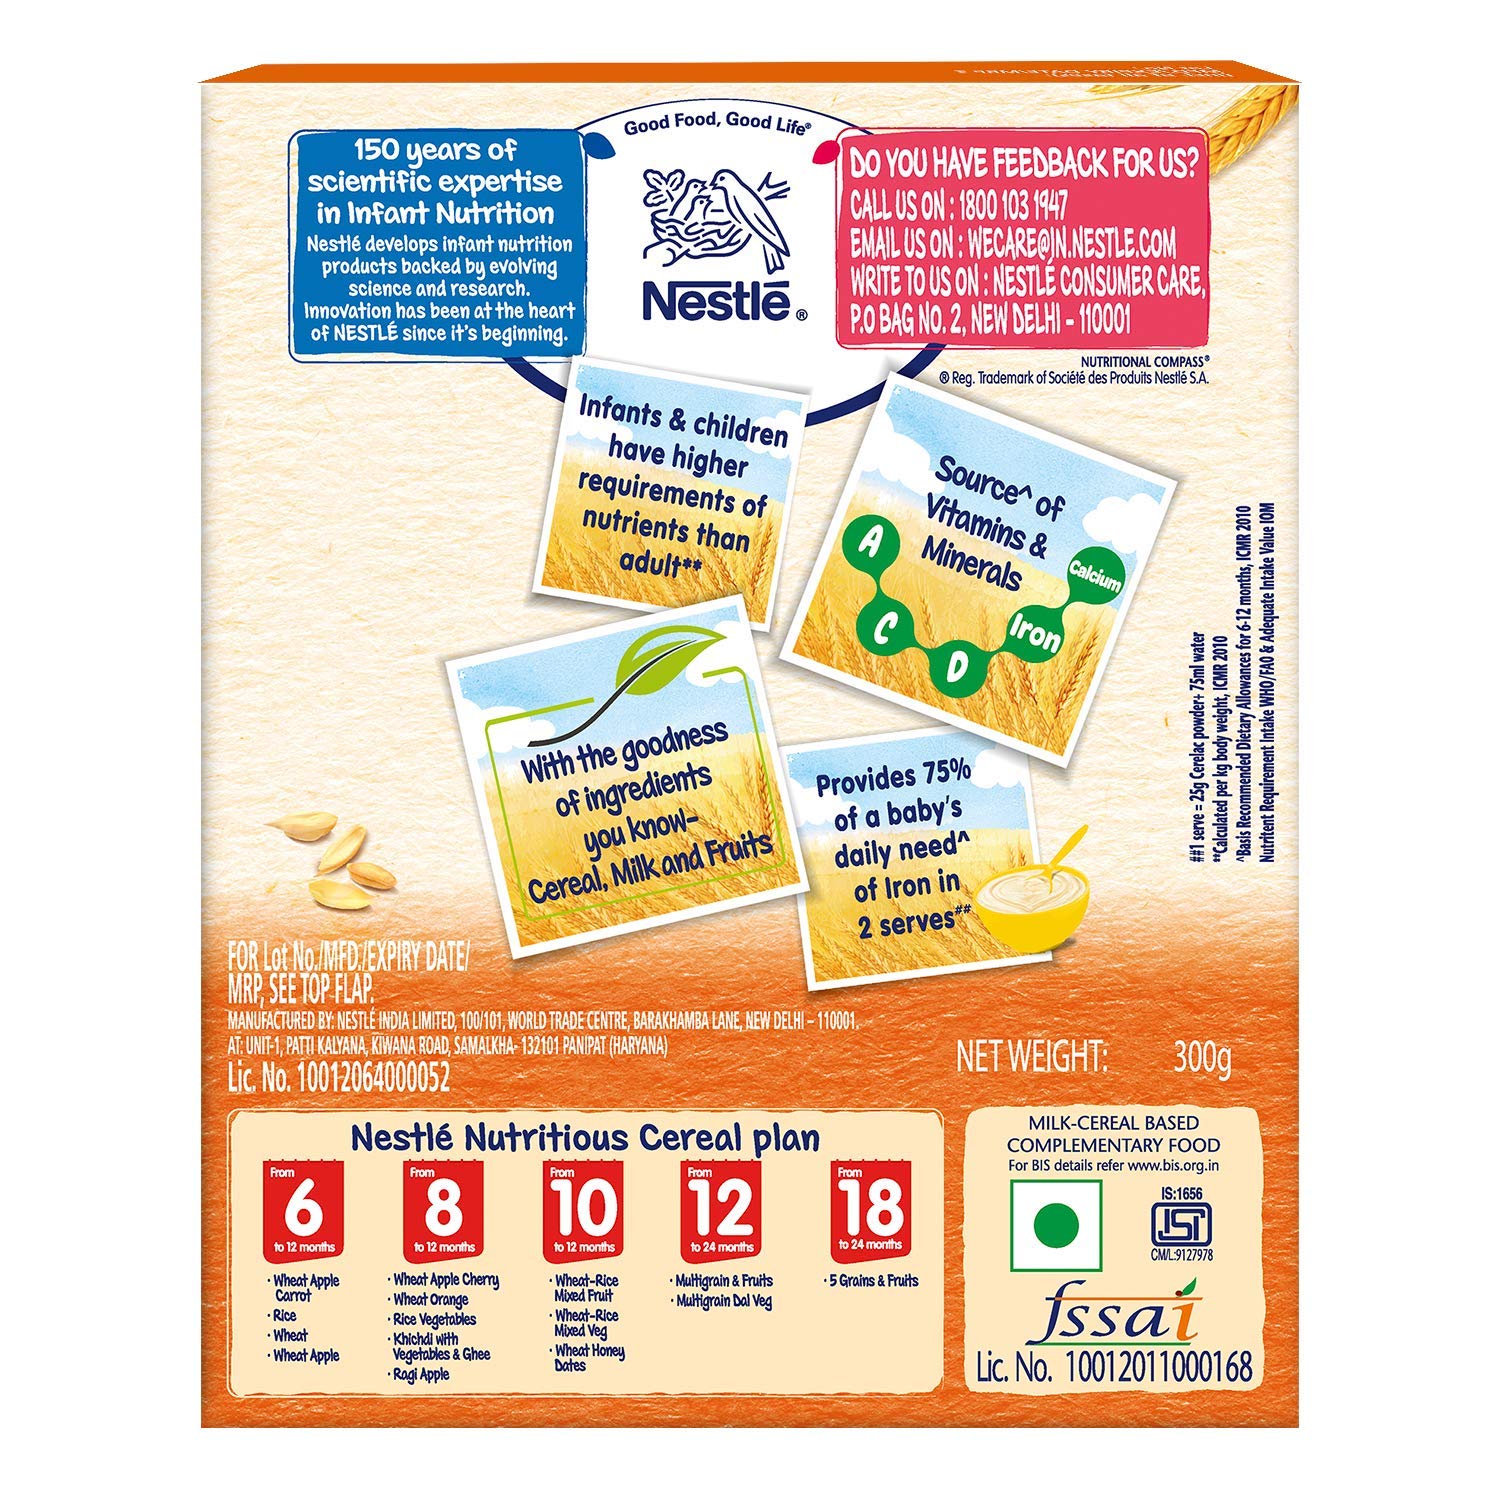 Good Food, Good Life®
Nestlé®
150 years of
scientific expertise
in Infant Nutrition
Nestlé develops infant nutrition
products backed by evolving
science and research.
Innovation has been at the heart
of NESTLÉ since it's beginning.
DO YOU HAVE FEEDBACK FOR US?
CALL US ON : 1800 103 1947
EMAIL US ON : WECARE@IN.NESTLE.COM
WRITE TO US ON : NESTLÉ CONSUMER CARE,
P.O BAG NO. 2, NEW DELHI - 110001
NUTRITIONAL COMPASS®
® Reg. Trademark of Société des Produits Nestlé S.A.
Infants & children
have higher
requirements of
nutrients than
adult**
Source^ of
Vitamins &
Minerals
A
C
D
Iron
Calcium
With the goodness
of ingredients
you know-
Cereal, Milk and Fruits
Provides 75%
of a baby's
daily need^
of Iron in
2 serves##
##1 serve = 25g Cerelac powder+ 75ml water
**Calculated per kg body weight, ICMR 2010
^Basis Recommended Dietary Allowances for 6-12 months, ICMR 2010
Nutritent Requirement Intake WHO/FAO & Adequate Intake Value IOM
FOR Lot No./MFD./EXPIRY DATE/
MRP, SEE TOP FLAP.
MANUFACTURED BY: NESTLÉ INDIA LIMITED, 100/101, WORLD TRADE CENTRE, BARAKHAMBA LANE, NEW DELHI – 110001.
AT: UNIT-1, PATTI KALYANA, KIWANA ROAD, SAMALKHA- 132101 PANIPAT (HARYANA)
Lic. No. 10012064000052
NET WEIGHT: 300g
Nestlé Nutritious Cereal plan
From
6
to 12 months
· Wheat Apple
Carrot
· Rice
· Wheat
· Wheat Apple
From
8
to 12 months
· Wheat Apple Cherry
· Wheat Orange
· Rice Vegetables
· Khichdi with
Vegetables & Ghee
· Ragi Apple
From
10
to 12 months
· Wheat-Rice
Mixed Fruit
· Wheat-Rice
Mixed Veg
· Wheat Honey
Dates
From
12
to 24 months
· Multigrain & Fruits
· Multigrain Dal Veg
From
18
to 24 months
· 5 Grains & Fruits
MILK-CEREAL BASED
COMPLEMENTARY FOOD
For BIS details refer www.bis.org.in
IS:1656
ISI
CM/L:9127978
fssai
Lic. No. 10012011000168